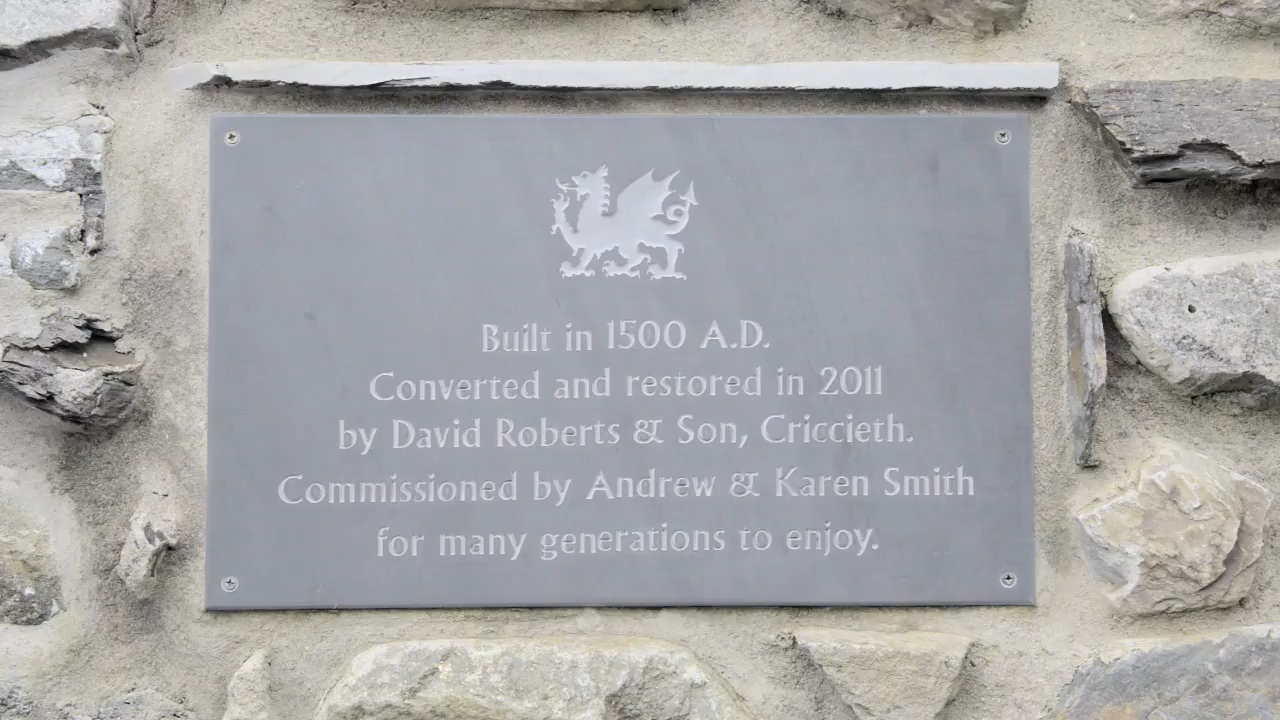 Built in 1500 A.D.
Converted and restored in 2011
by David Roberts & Son, Criccieth.
Commissioned by Andrew & Karen Smith
for many generations to enjoy.